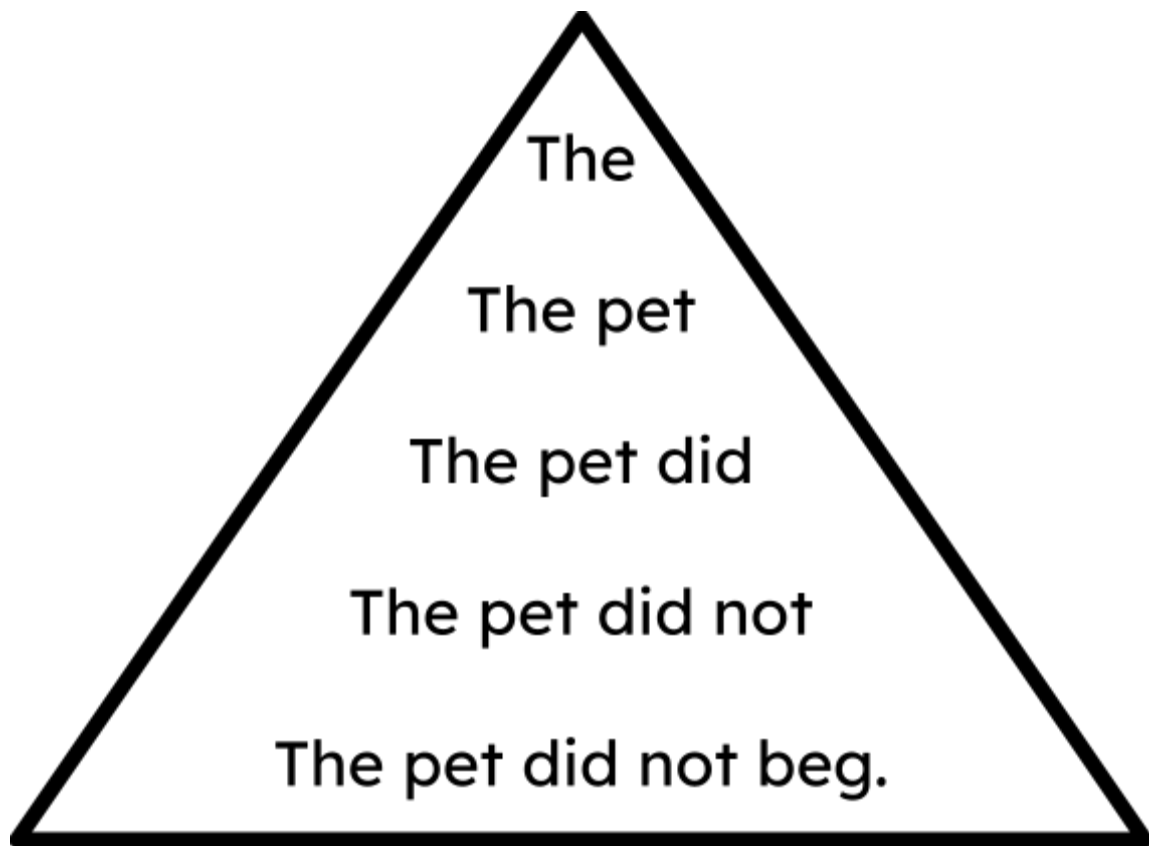 The
The pet
The pet did
The pet did not
The pet did not beg.